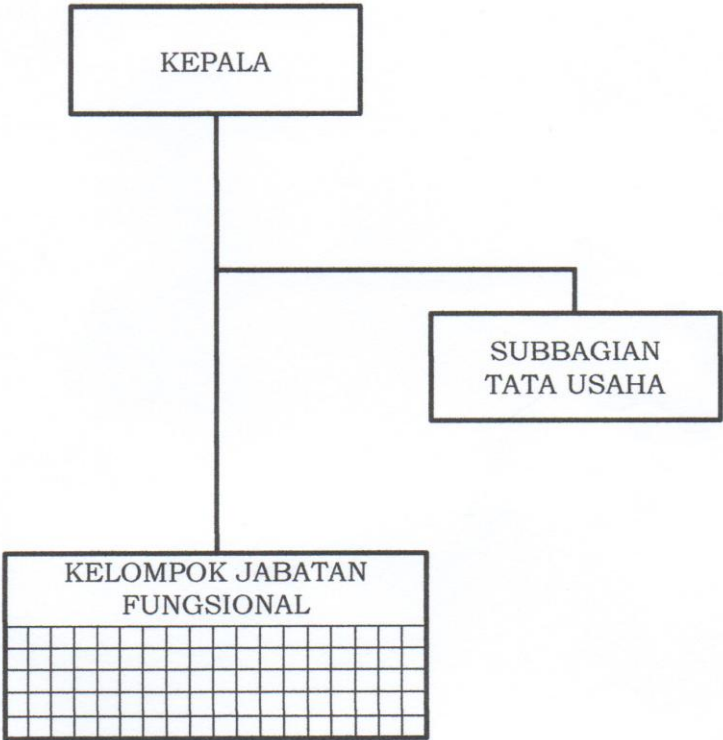 KEPALA
SUBBAGIAN
TATA USAHA
KELOMPOK JABATAN
FUNGSIONAL